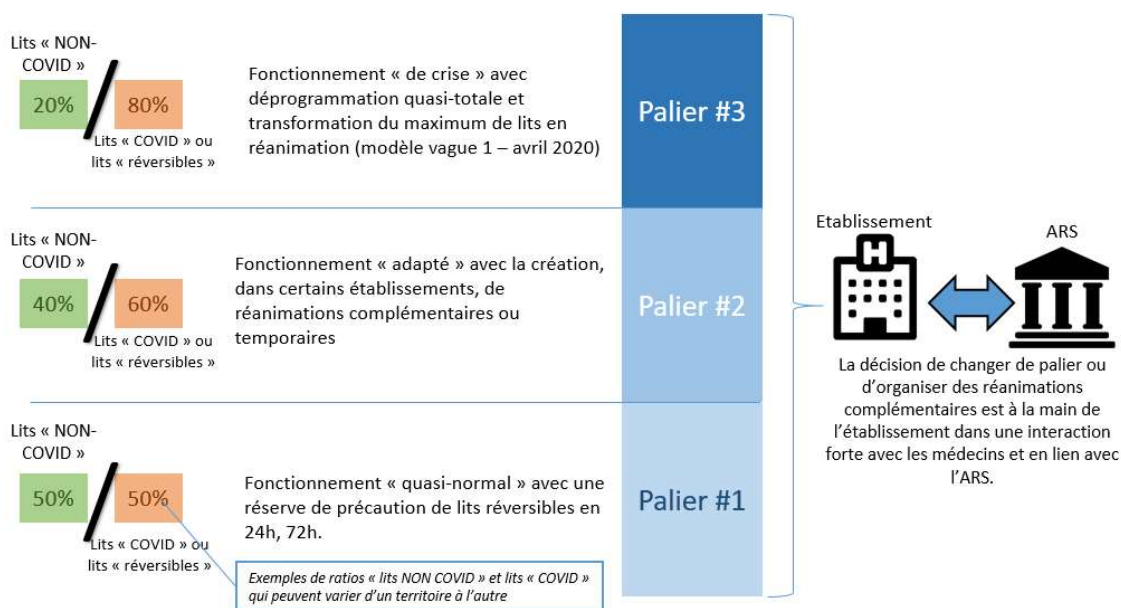 Lits « NON-
COVID »
20%
80%
Lits « COVID » ou
lits « réversibles »
Fonctionnement « de crise » avec
déprogrammation quasi-totale et
transformation du maximum de lits en
réanimation (modèle vague 1 – avril 2020)
Palier #3
Lits « NON-
COVID »
40%
60%
Lits « COVID » ou
lits « réversibles »
Fonctionnement « adapté » avec la création,
dans certains établissements, de
réanimations complémentaires ou
temporaires
Palier #2
Lits « NON-
COVID »
50%
50%
Lits « COVID » ou
lits « réversibles »
Fonctionnement « quasi-normal » avec une
réserve de précaution de lits réversibles en
24h, 72h.
Palier #1
Exemples de ratios « lits NON COVID » et lits « COVID »
qui peuvent varier d’un territoire à l’autre
Etablissement
H
ARS
La décision de changer de palier ou
d’organiser des réanimations
complémentaires est à la main de
l’établissement dans une interaction
forte avec les médecins et en lien avec
l’ARS.